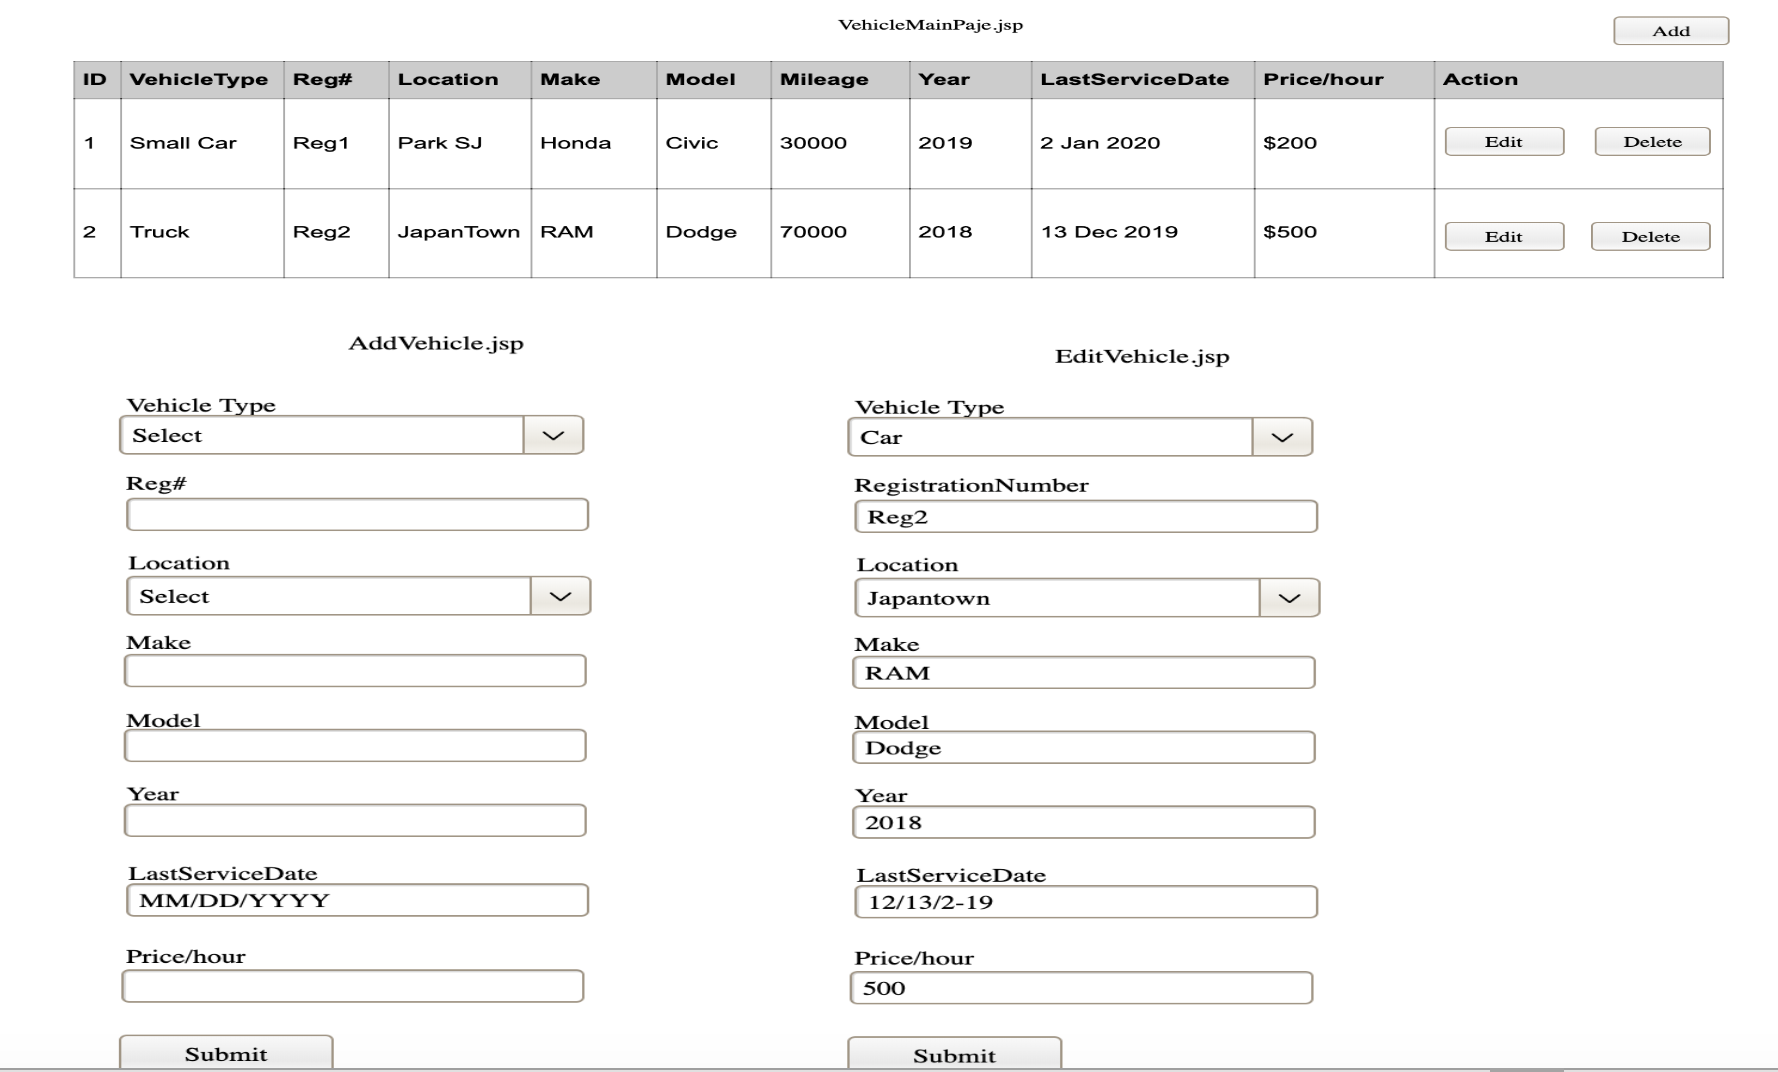 VehicleMainPaje.jsp
Add
ID VehicleType Reg# Location Make Model Mileage Year LastServiceDate Price/hour Action
1 Small Car Reg1 Park SJ Honda Civic 30000 2019 2 Jan 2020 $200 Edit Delete
2 Truck Reg2 JapanTown RAM Dodge 70000 2018 13 Dec 2019 $500 Edit Delete
AddVehicle.jsp
Vehicle Type
Select
Reg#
Location
Select
Make
Model
Year
LastServiceDate
MM/DD/YYYY
Price/hour
Submit
EditVehicle.jsp
Vehicle Type
Car
RegistrationNumber
Reg2
Location
Japantown
Make
RAM
Model
Dodge
Year
2018
LastServiceDate
12/13/2-19
Price/hour
500
Submit